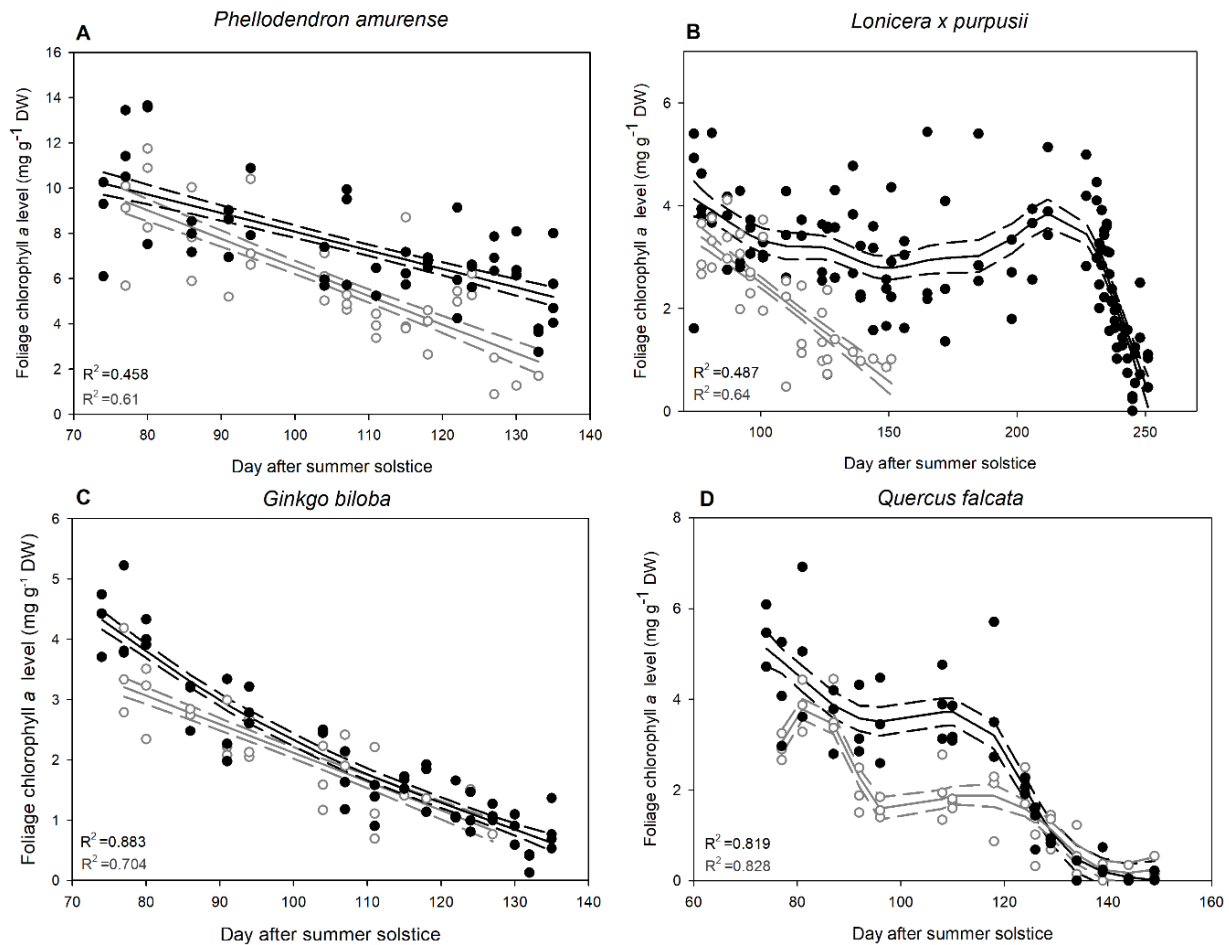 Phellodendron amurense
Lonicera x purpusii
A
B
Foliage chlorophyll a level (mg g⁻¹ DW)
16
14
12
10
8
6
4
2
0
R² =0.458
R² =0.61
70 80 90 100 110 120 130 140
Day after summer solstice
Foliage chlorophyll a level (mg g⁻¹ DW)
6
4
2
0
R² =0.487
R² =0.64
100 150 200 250
Day after summer solstice
Ginkgo biloba
Quercus falcata
C
D
Foliage chlorophyll a level (mg g⁻¹ DW)
6
5
4
3
2
1
0
R² =0.883
R² =0.704
70 80 90 100 110 120 130 140
Day after summer solstice
Foliage chlorophyll a level (mg g⁻¹ DW)
8
6
4
2
0
R² =0.819
R² =0.828
60 80 100 120 140 160
Day after summer solstice